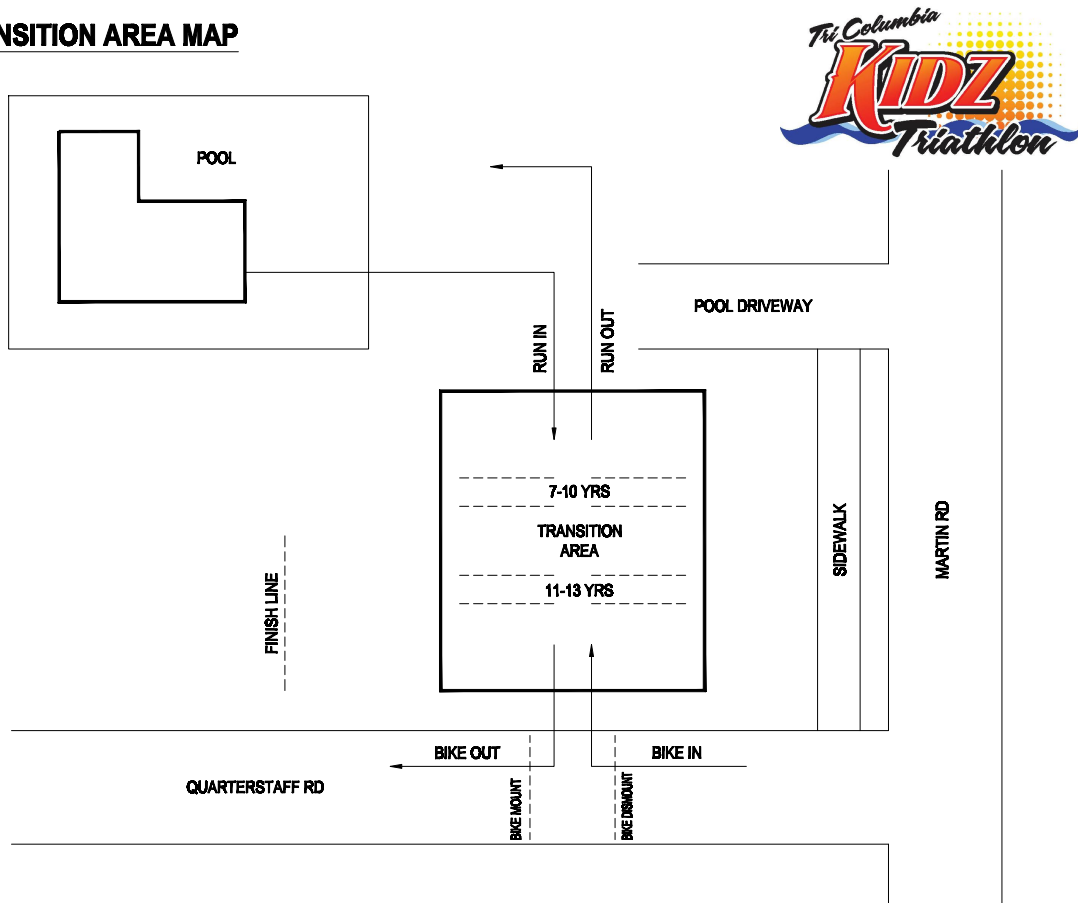 NSITION AREA MAP
Tri Columbia
KIDZ
Triathlon
POOL
POOL DRIVEWAY
RUN IN
RUN OUT
7-10 YRS
TRANSITION
AREA
11-13 YRS
FINISH LINE
SIDEWALK
MARTIN RD
BIKE OUT
BIKE IN
QUARTERSTAFF RD
BIKE MOUNT
BIKE DISMOUNT